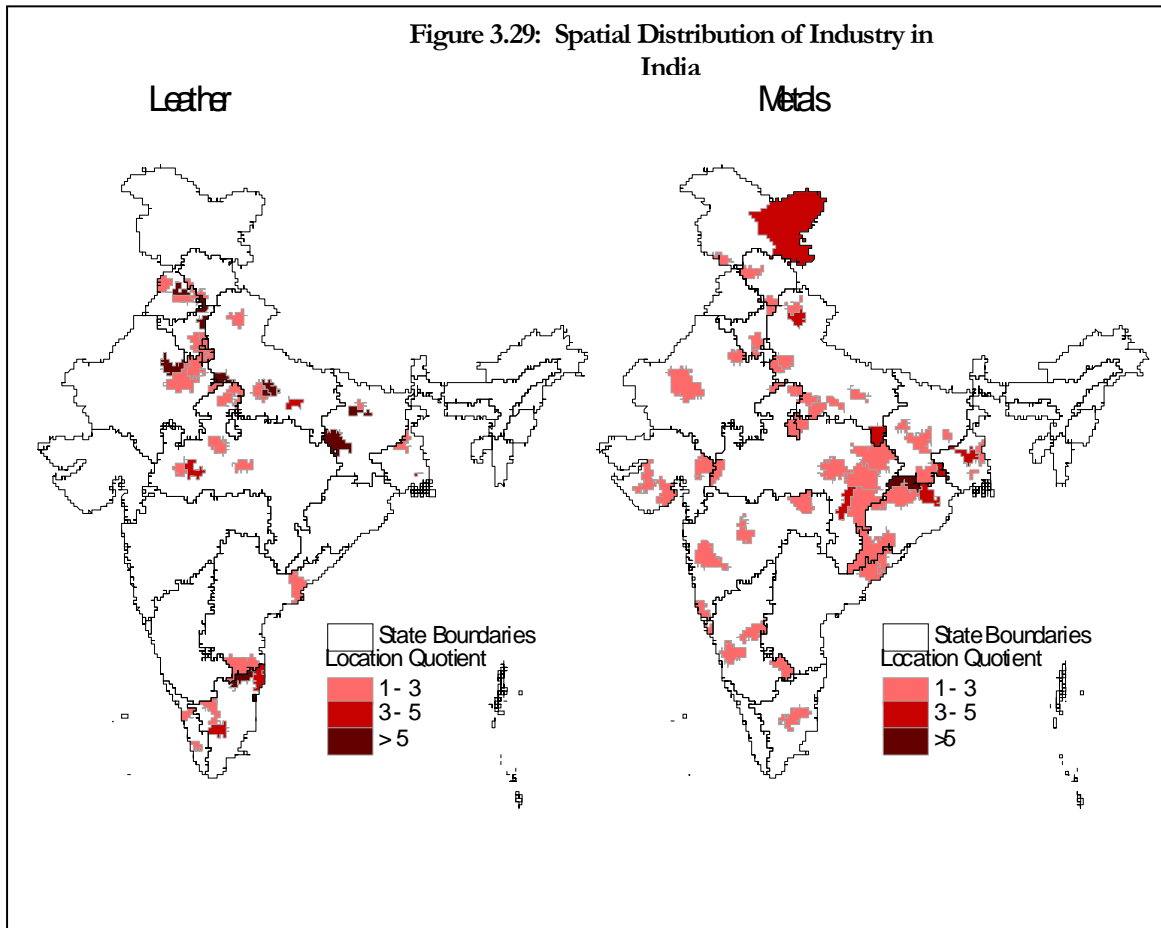 Figure 3.29: Spatial Distribution of Industry in
India
Leather
Metals
State Boundaries
Location Quotient
1 - 3
3 - 5
> 5
State Boundaries
Location Quotient
1 - 3
3 - 5
>5